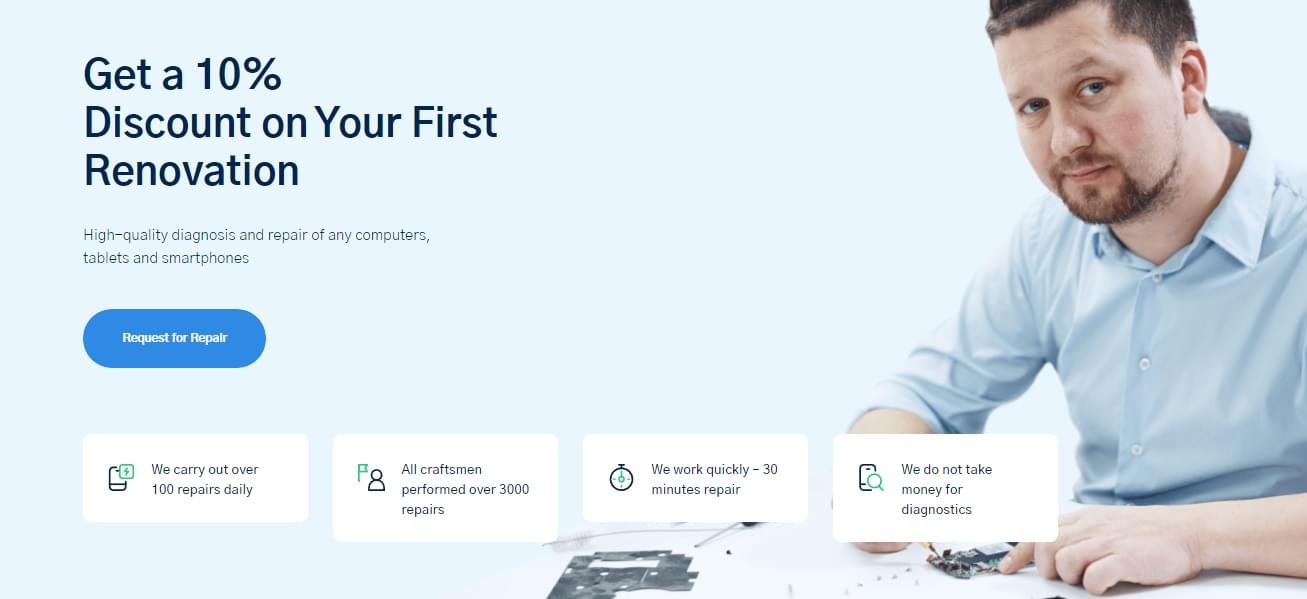 Get a 10%
Discount on Your First
Renovation
High-quality diagnosis and repair of any computers,
tablets and smartphones
Request for Repair
We carry out over
100 repairs daily
All craftsmen
performed over 3000
repairs
We work quickly - 30
minutes repair
We do not take
money for
diagnostics